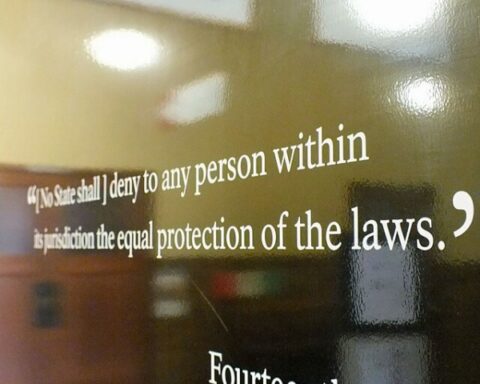 “[No State shall] deny to any person within
its jurisdiction the equal protection of the laws.’